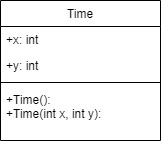 Time
+x: int
+y: int
+Time():
+Time(int x, int y):